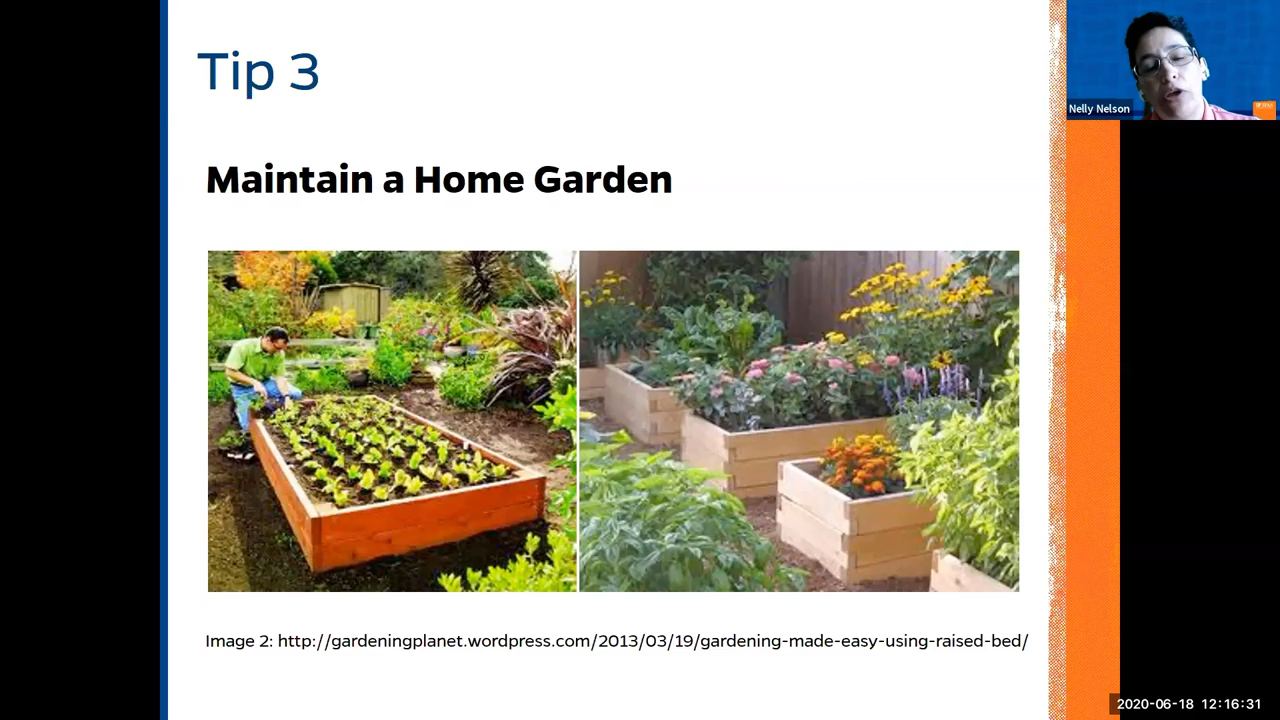 Tip 3
Nelly Nelson
Maintain a Home Garden
Image 2: http://gardeningplanet.wordpress.com/2013/03/19/gardening-made-easy-using-raised-bed/
2020-06-18 12:16:31